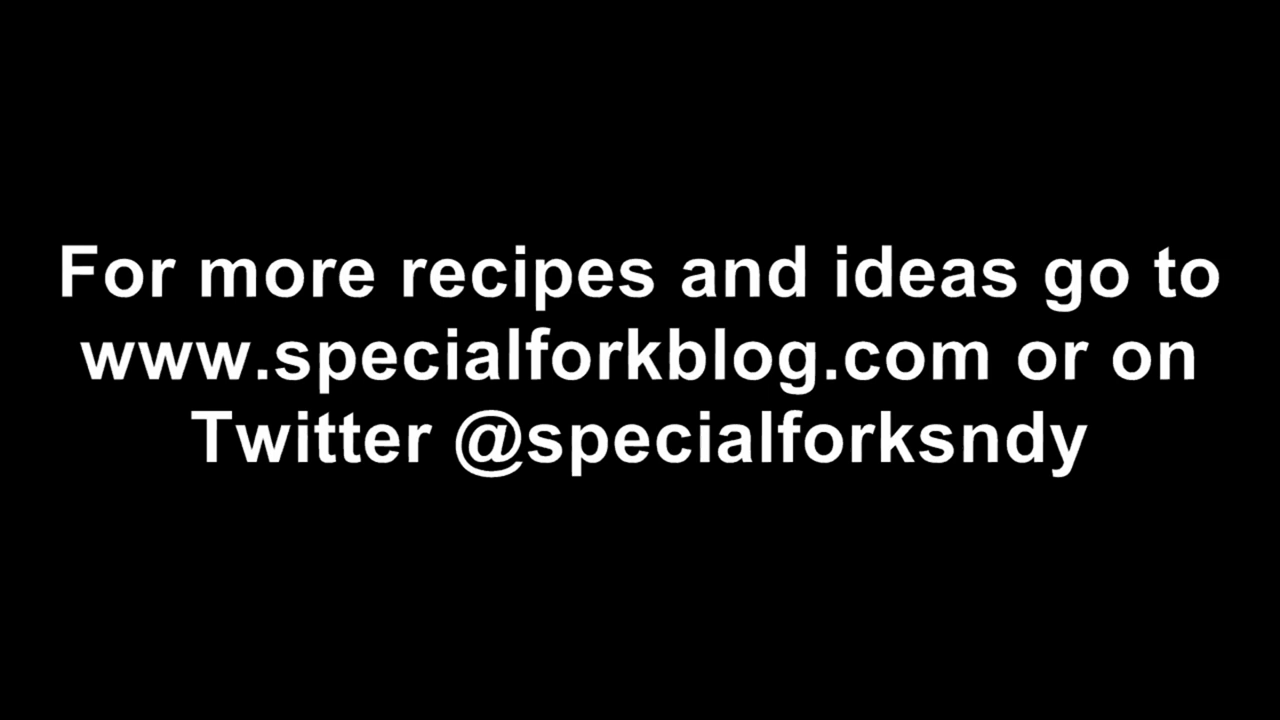 For more recipes and ideas go to
www.specialforkblog.com or on
Twitter @specialforksndy